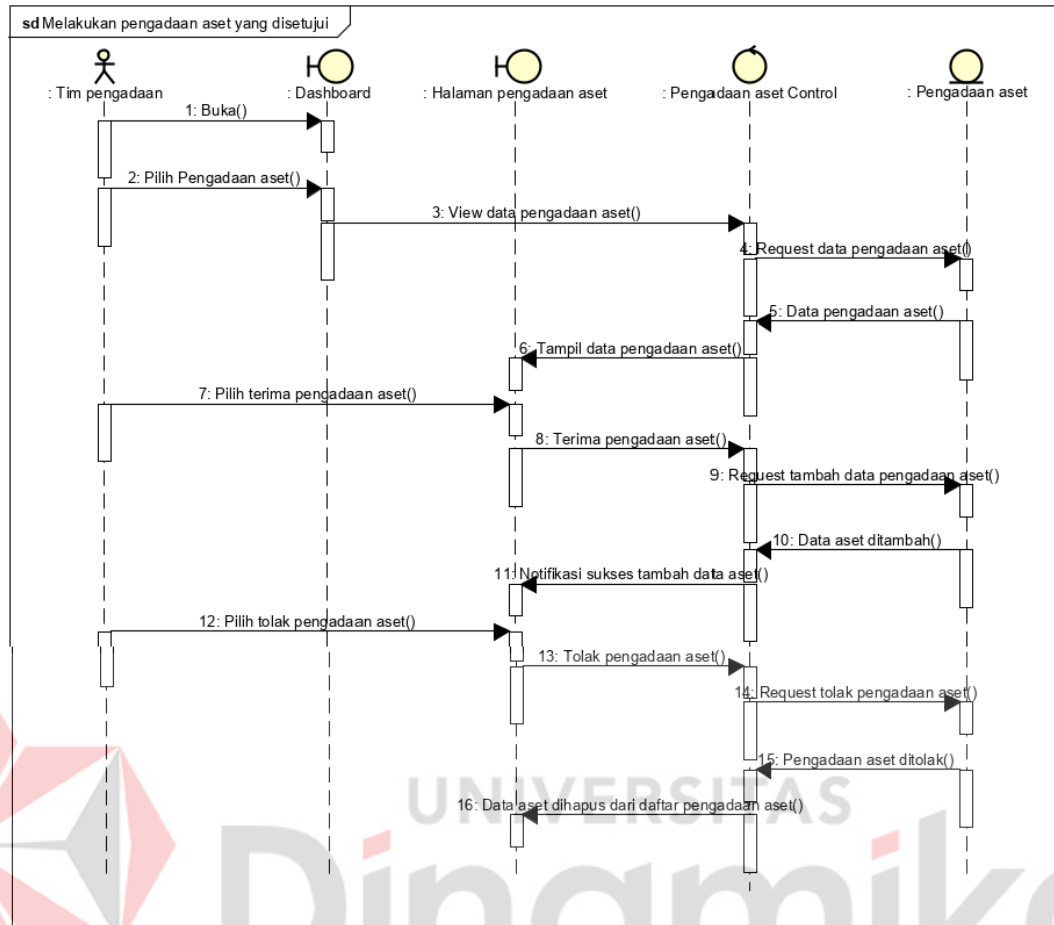 sd Melakukan pengadaan aset yang disetujui
: Tim pengadaan
: Dashboard
: Halaman pengadaan aset
: Pengadaan aset Control
: Pengadaan aset
1: Buka()
2: Pilih Pengadaan aset()
3: View data pengadaan aset()
4: Request data pengadaan aset()
5: Data pengadaan aset()
6: Tampil data pengadaan aset()
7: Pilih terima pengadaan aset()
8: Terima pengadaan aset()
9: Request tambah data pengadaan aset()
10: Data aset ditambah()
11: Notifikasi sukses tambah data aset()
12: Pilih tolak pengadaan aset()
13: Tolak pengadaan aset()
14: Request tolak pengadaan aset()
15: Pengadaan aset ditolak()
16: Data aset dihapus dari daftar pengadaan aset()
UNIVERSITAS
Dinamika